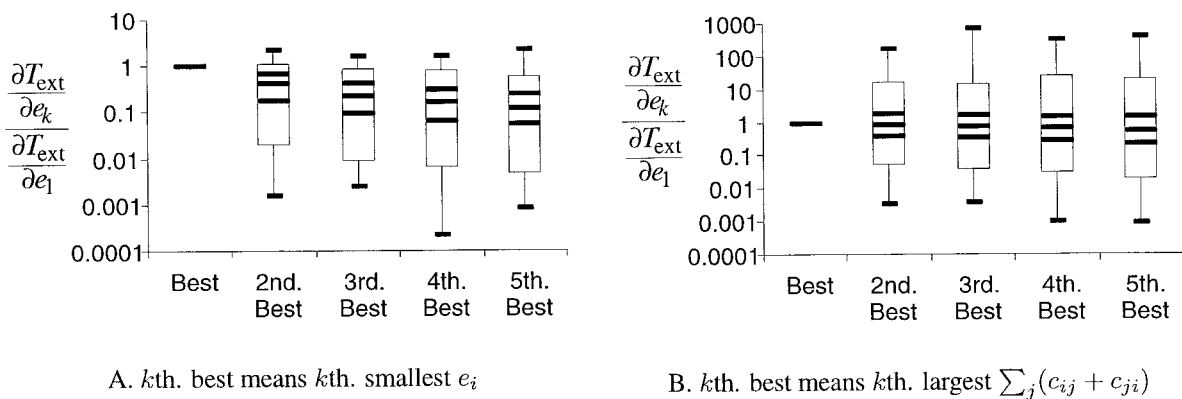 10
1
0.1
0.01
0.001
0.0001
∂T_ext
∂e_k
∂T_ext
∂e_1
Best 2nd. Best 3rd. Best 4th. Best 5th. Best
A. kth. best means kth. smallest e_i
1000
100
10
1
0.1
0.01
0.001
0.0001
∂T_ext
∂e_k
∂T_ext
∂e_1
Best 2nd. Best 3rd. Best 4th. Best 5th. Best
B. kth. best means kth. largest ∑_j(c_ij + c_ji)